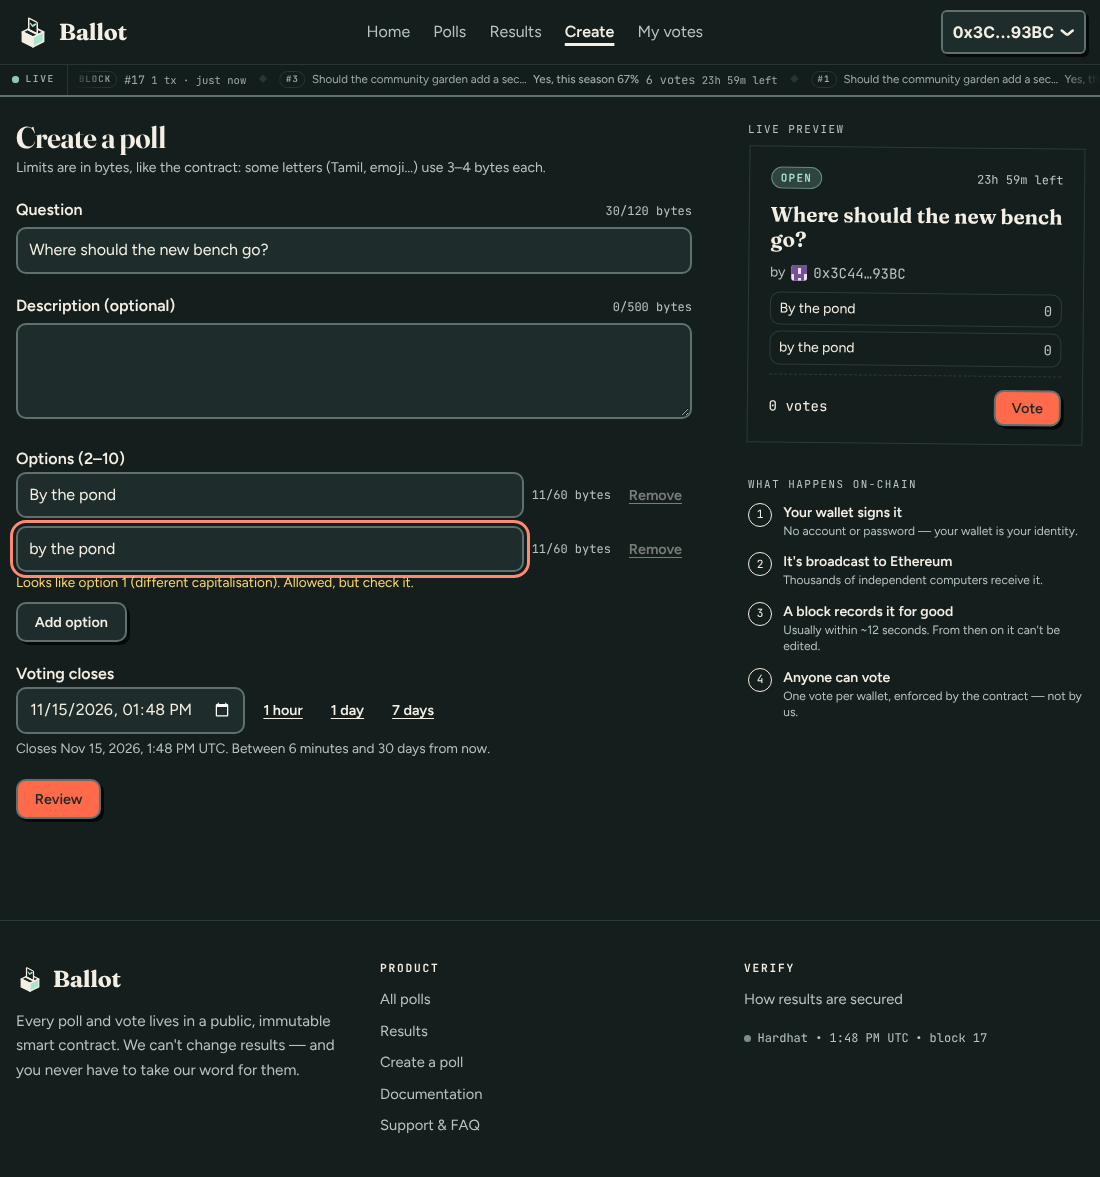 Ballot
Home Polls Results Create My votes
0x3C…93BC
LIVE
BLOCK #17 1 tx · just now
#3 Should the community garden add a sec… Yes, this season 67% 6 votes 23h 59m left
#1 Should the community garden add a sec… Yes,
Create a poll
Limits are in bytes, like the contract: some letters (Tamil, emoji…) use 3–4 bytes each.
Question 30/120 bytes
Where should the new bench go?
Description (optional) 0/500 bytes
Options (2–10)
By the pond 11/60 bytes Remove
by the pond 11/60 bytes Remove
Looks like option 1 (different capitalisation). Allowed, but check it.
Add option
Voting closes
11/15/2026, 01:48 PM 1 hour 1 day 7 days
Closes Nov 15, 2026, 1:48 PM UTC. Between 6 minutes and 30 days from now.
Review
LIVE PREVIEW
OPEN 23h 59m left
Where should the new bench
go?
by 0x3C44…93BC
By the pond 0
by the pond 0
0 votes Vote
WHAT HAPPENS ON-CHAIN
1 Your wallet signs it
No account or password — your wallet is your identity.
2 It's broadcast to Ethereum
Thousands of independent computers receive it.
3 A block records it for good
Usually within ~12 seconds. From then on it can't be
edited.
4 Anyone can vote
One vote per wallet, enforced by the contract — not by
us.
Ballot
Every poll and vote lives in a public, immutable
smart contract. We can't change results — and
you never have to take our word for them.
PRODUCT
All polls
Results
Create a poll
Documentation
Support & FAQ
VERIFY
How results are secured
Hardhat • 1:48 PM UTC • block 17